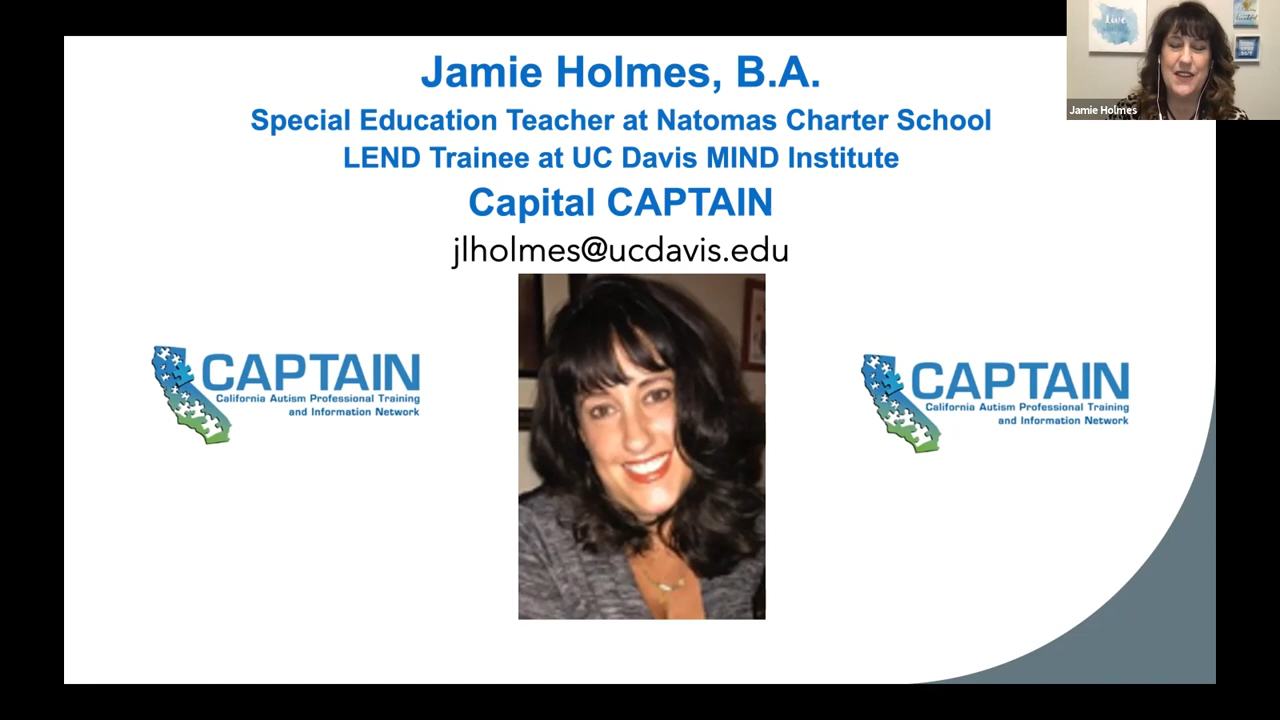 Jamie Holmes, B.A.
Special Education Teacher at Natomas Charter School
LEND Trainee at UC Davis MIND Institute
Capital CAPTAIN
jlholmes@ucdavis.edu
CAPTAIN
California Autism Professional Training
and Information Network
CAPTAIN
California Autism Professional Training
and Information Network
Live
Jamie Holmes